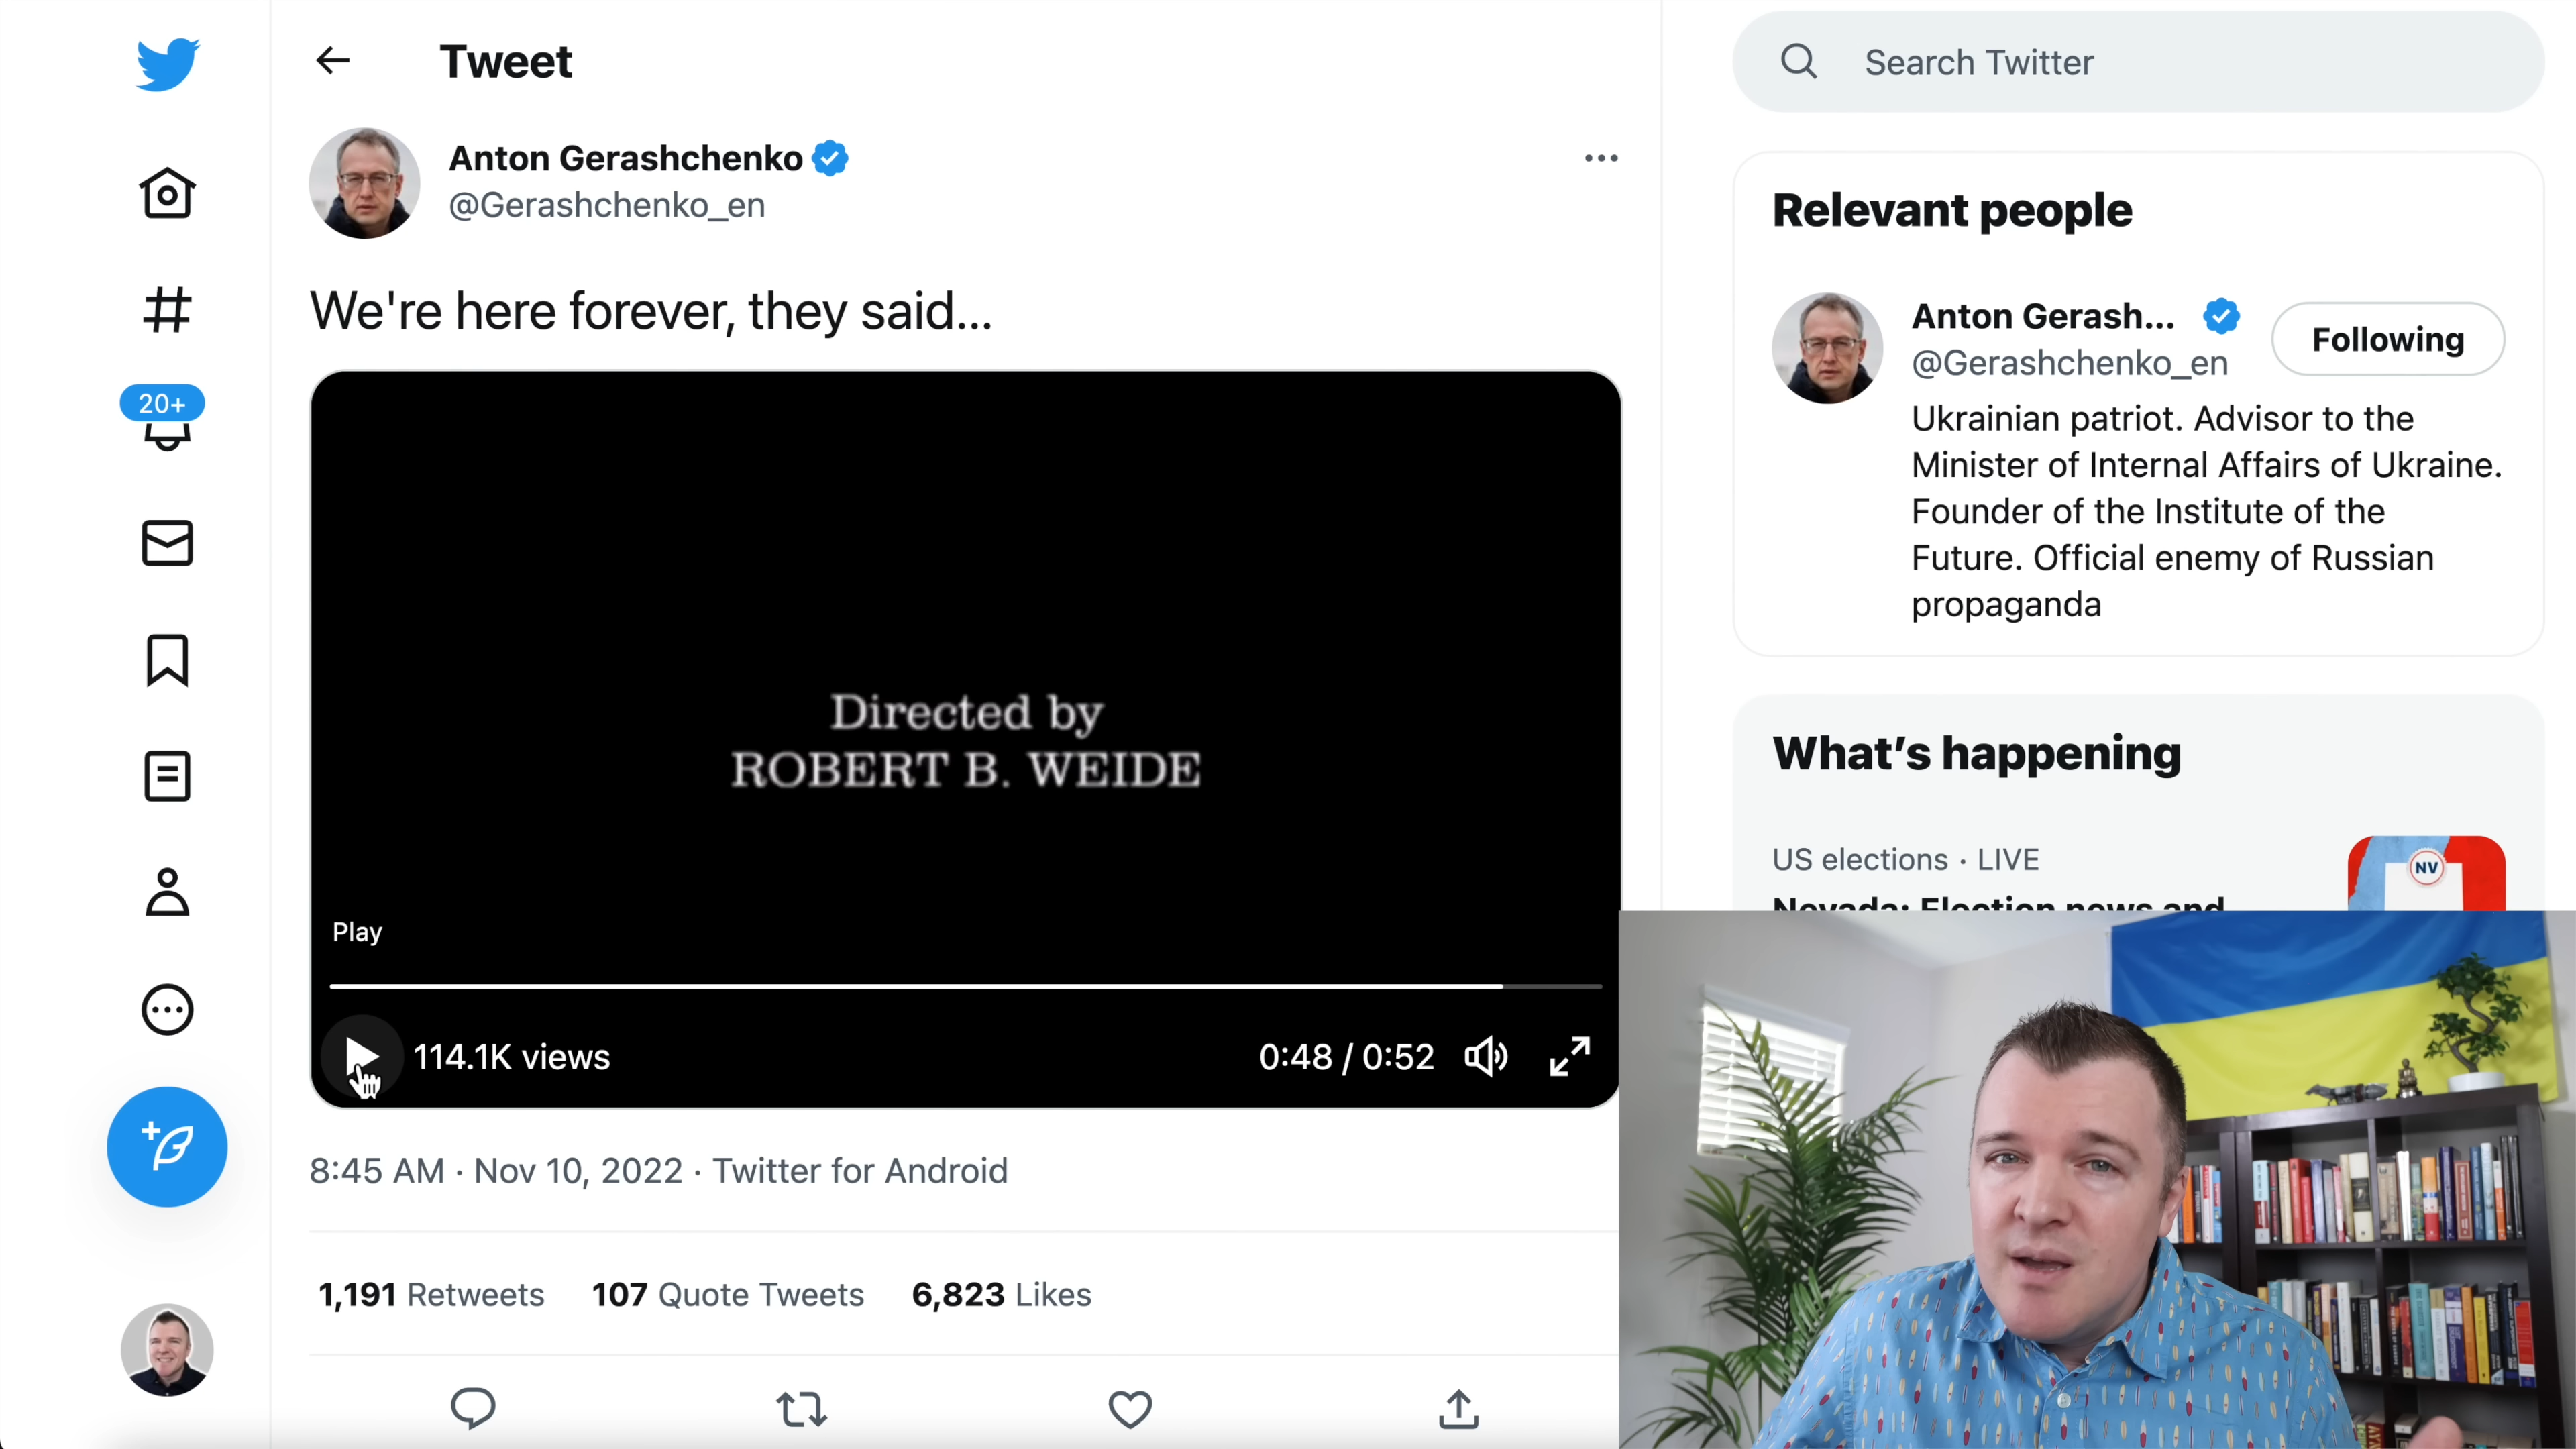 Tweet
Anton Gerashchenko
@Gerashchenko_en
We're here forever, they said...
Directed by
ROBERT B. WEIDE
Play
114.1K views
0:48 / 0:52
8:45 AM · Nov 10, 2022 · Twitter for Android
1,191 Retweets 107 Quote Tweets 6,823 Likes
20+
Search Twitter
Relevant people
Anton Gerash...
@Gerashchenko_en
Following
Ukrainian patriot. Advisor to the
Minister of Internal Affairs of Ukraine.
Founder of the Institute of the
Future. Official enemy of Russian
propaganda
What's happening
US elections · LIVE
Nevada: Election news and
NV